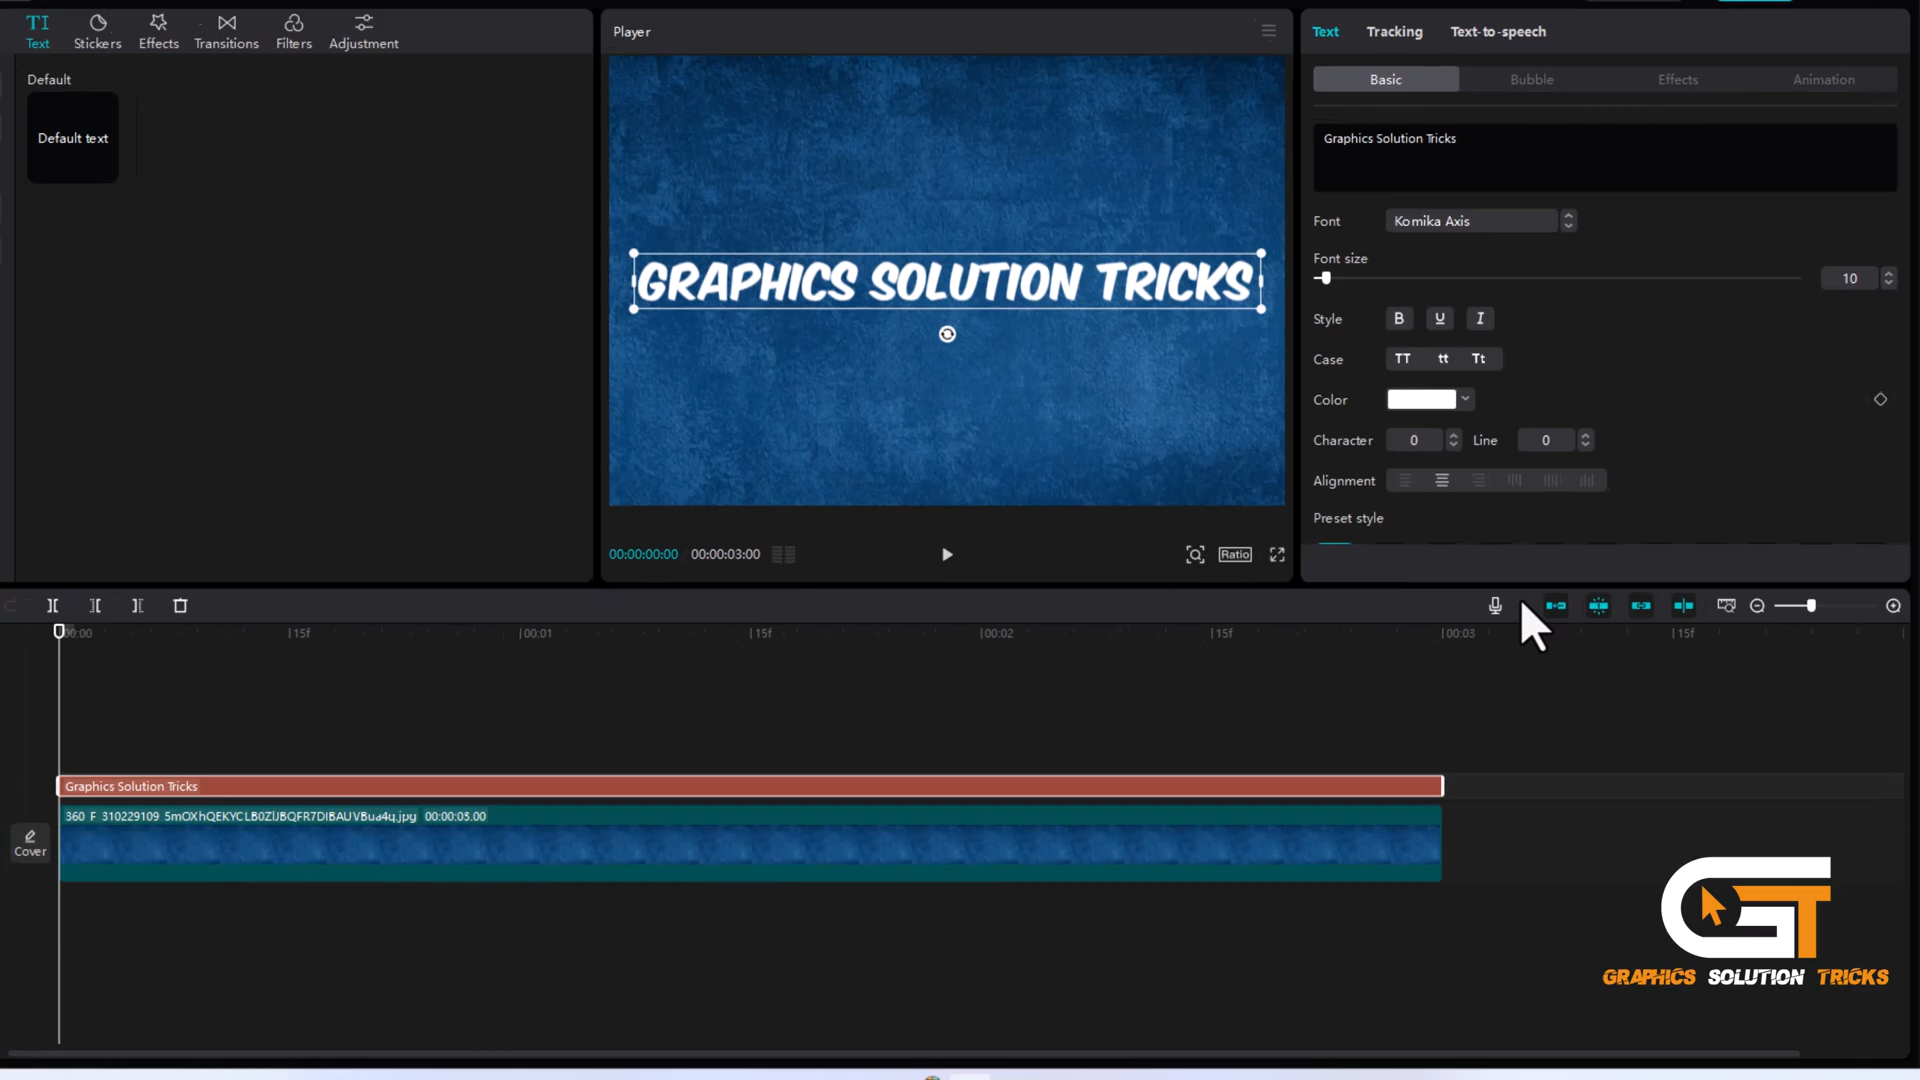 TI
Text
Stickers
Effects
Transitions
Filters
Adjustment
Default
Default text
Player
GRAPHICS SOLUTION TRICKS
00:00:00:00
00:00:03:00
Ratio
Text
Tracking
Text-to-speech
Basic
Bubble
Effects
Animation
Graphics Solution Tricks
Font
Komika Axis
Font size
10
Style
B
U
I
Case
TT
tt
Tt
Color
Character
0
Line
0
Alignment
Preset style
00:00
15f
00:01
15f
00:02
15f
00:03
15f
Graphics Solution Tricks
00:00:03:00
Cover
GT
GRAPHICS SOLUTION TRICKS